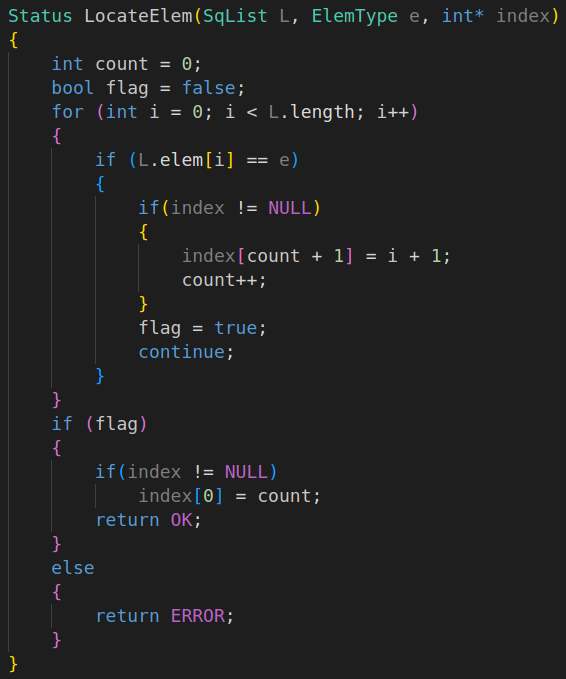 Status LocateElem(SqList L, ElemType e, int* index)
{
    int count = 0;
    bool flag = false;
    for (int i = 0; i < L.length; i++)
    {
        if (L.elem[i] == e)
        {
            if(index != NULL)
            {
                index[count + 1] = i + 1;
                count++;
            }
            flag = true;
            continue;
        }
    }
    if (flag)
    {
        if(index != NULL)
            index[0] = count;
        return OK;
    }
    else
    {
        return ERROR;
    }
}